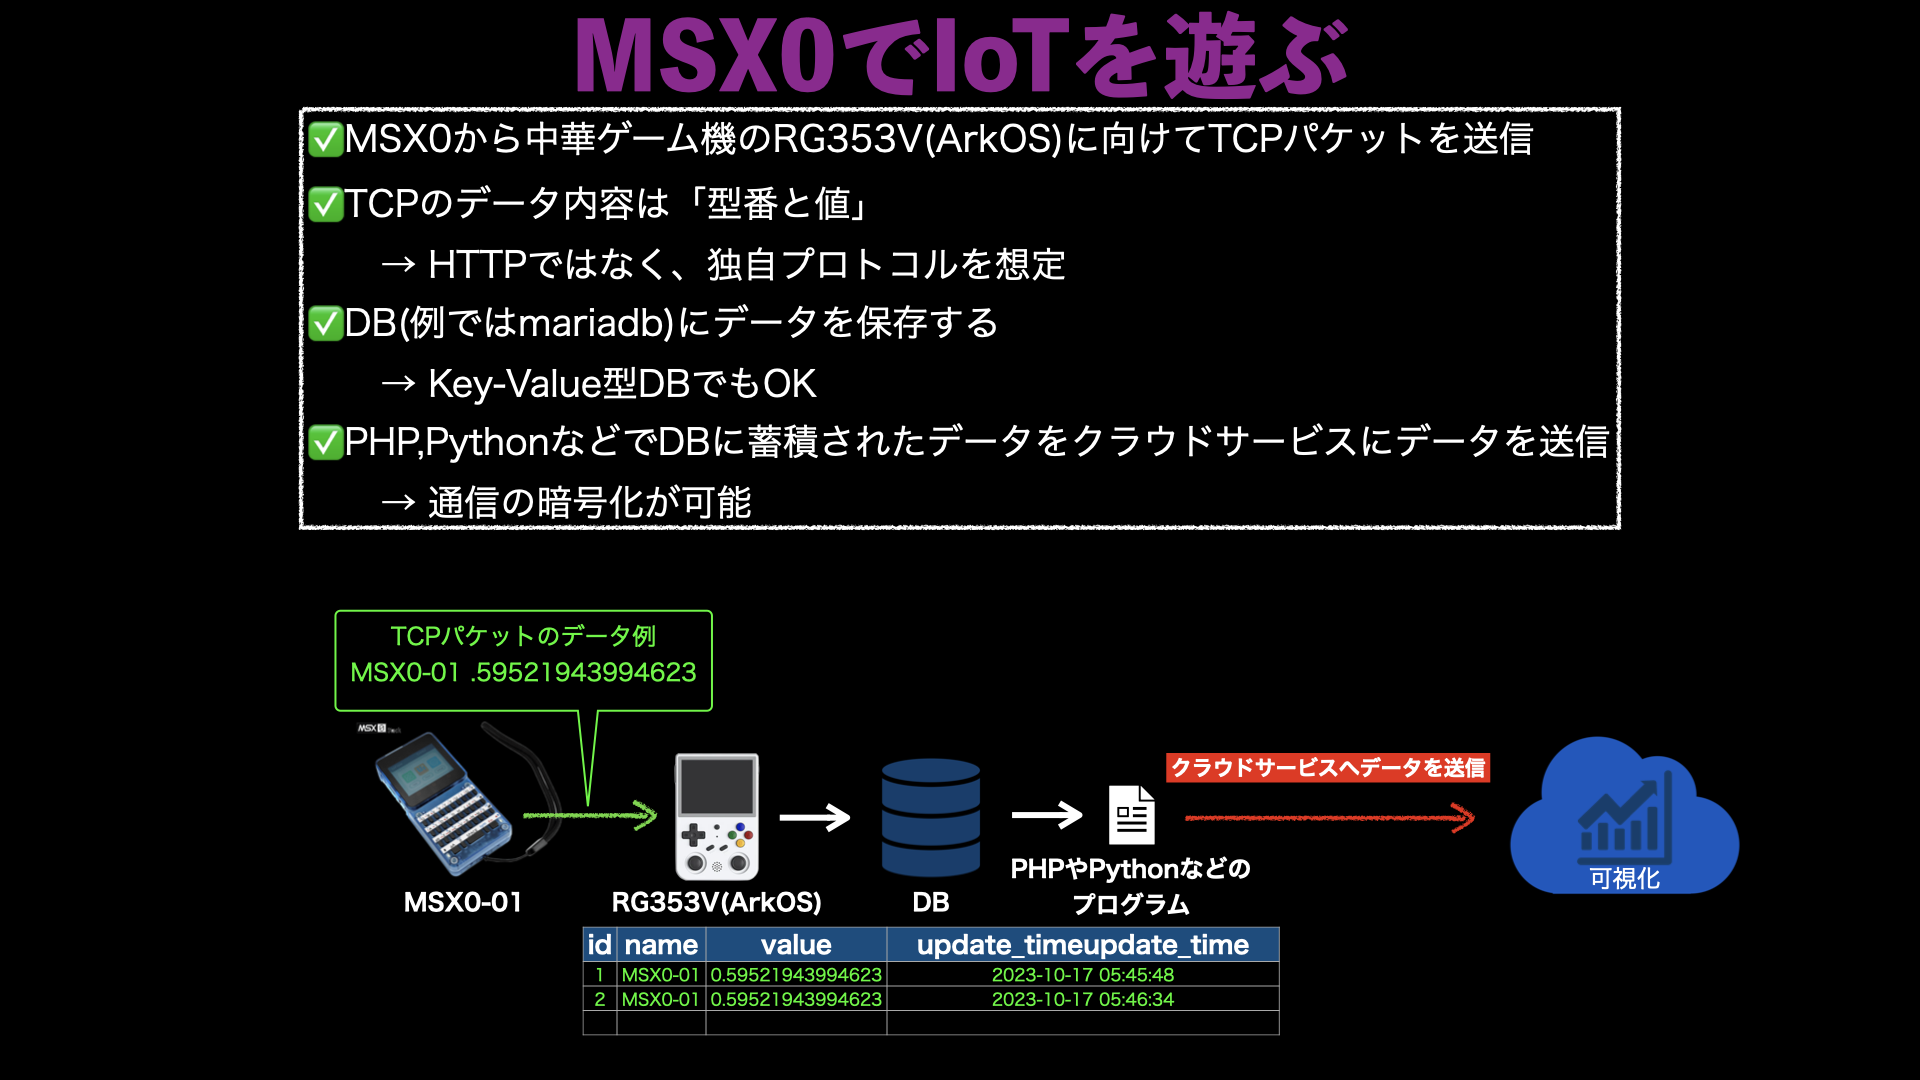 MSX0でIoTを遊ぶ
✅MSX0から中華ゲーム機のRG353V(ArkOS)に向けてTCPパケットを送信
✅TCPのデータ内容は「型番と値」
→ HTTPではなく、独自プロトコルを想定
✅DB(例ではmariadb)にデータを保存する
→ Key-Value型DBでもOK
✅PHP,PythonなどでDBに蓄積されたデータをクラウドサービスにデータを送信
→ 通信の暗号化が可能
TCPパケットのデータ例
MSX0-01 .59521943994623
MSX0
クラウドサービスへデータを送信
MSX0-01
RG353V(ArkOS)
DB
PHPやPythonなどの
プログラム
可視化
id name value update_timeupdate_time
1 MSX0-01 0.59521943994623 2023-10-17 05:45:48
2 MSX0-01 0.59521943994623 2023-10-17 05:46:34